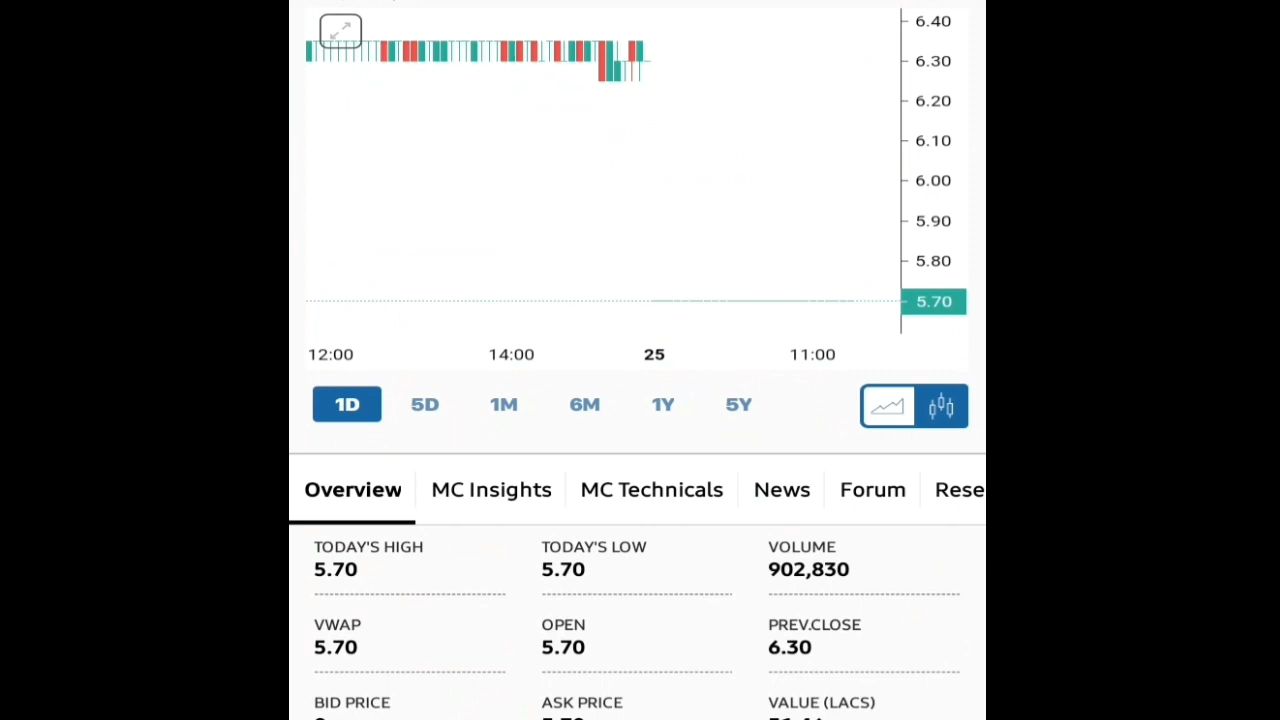 6.40
6.30
6.20
6.10
6.00
5.90
5.80
5.70
12:00 14:00 25 11:00
1D 5D 1M 6M 1Y 5Y
Overview MC Insights MC Technicals News Forum Rese
TODAY'S HIGH TODAY'S LOW VOLUME
5.70 5.70 902,830
VWAP OPEN PREV.CLOSE
5.70 5.70 6.30
BID PRICE ASK PRICE VALUE (LACS)